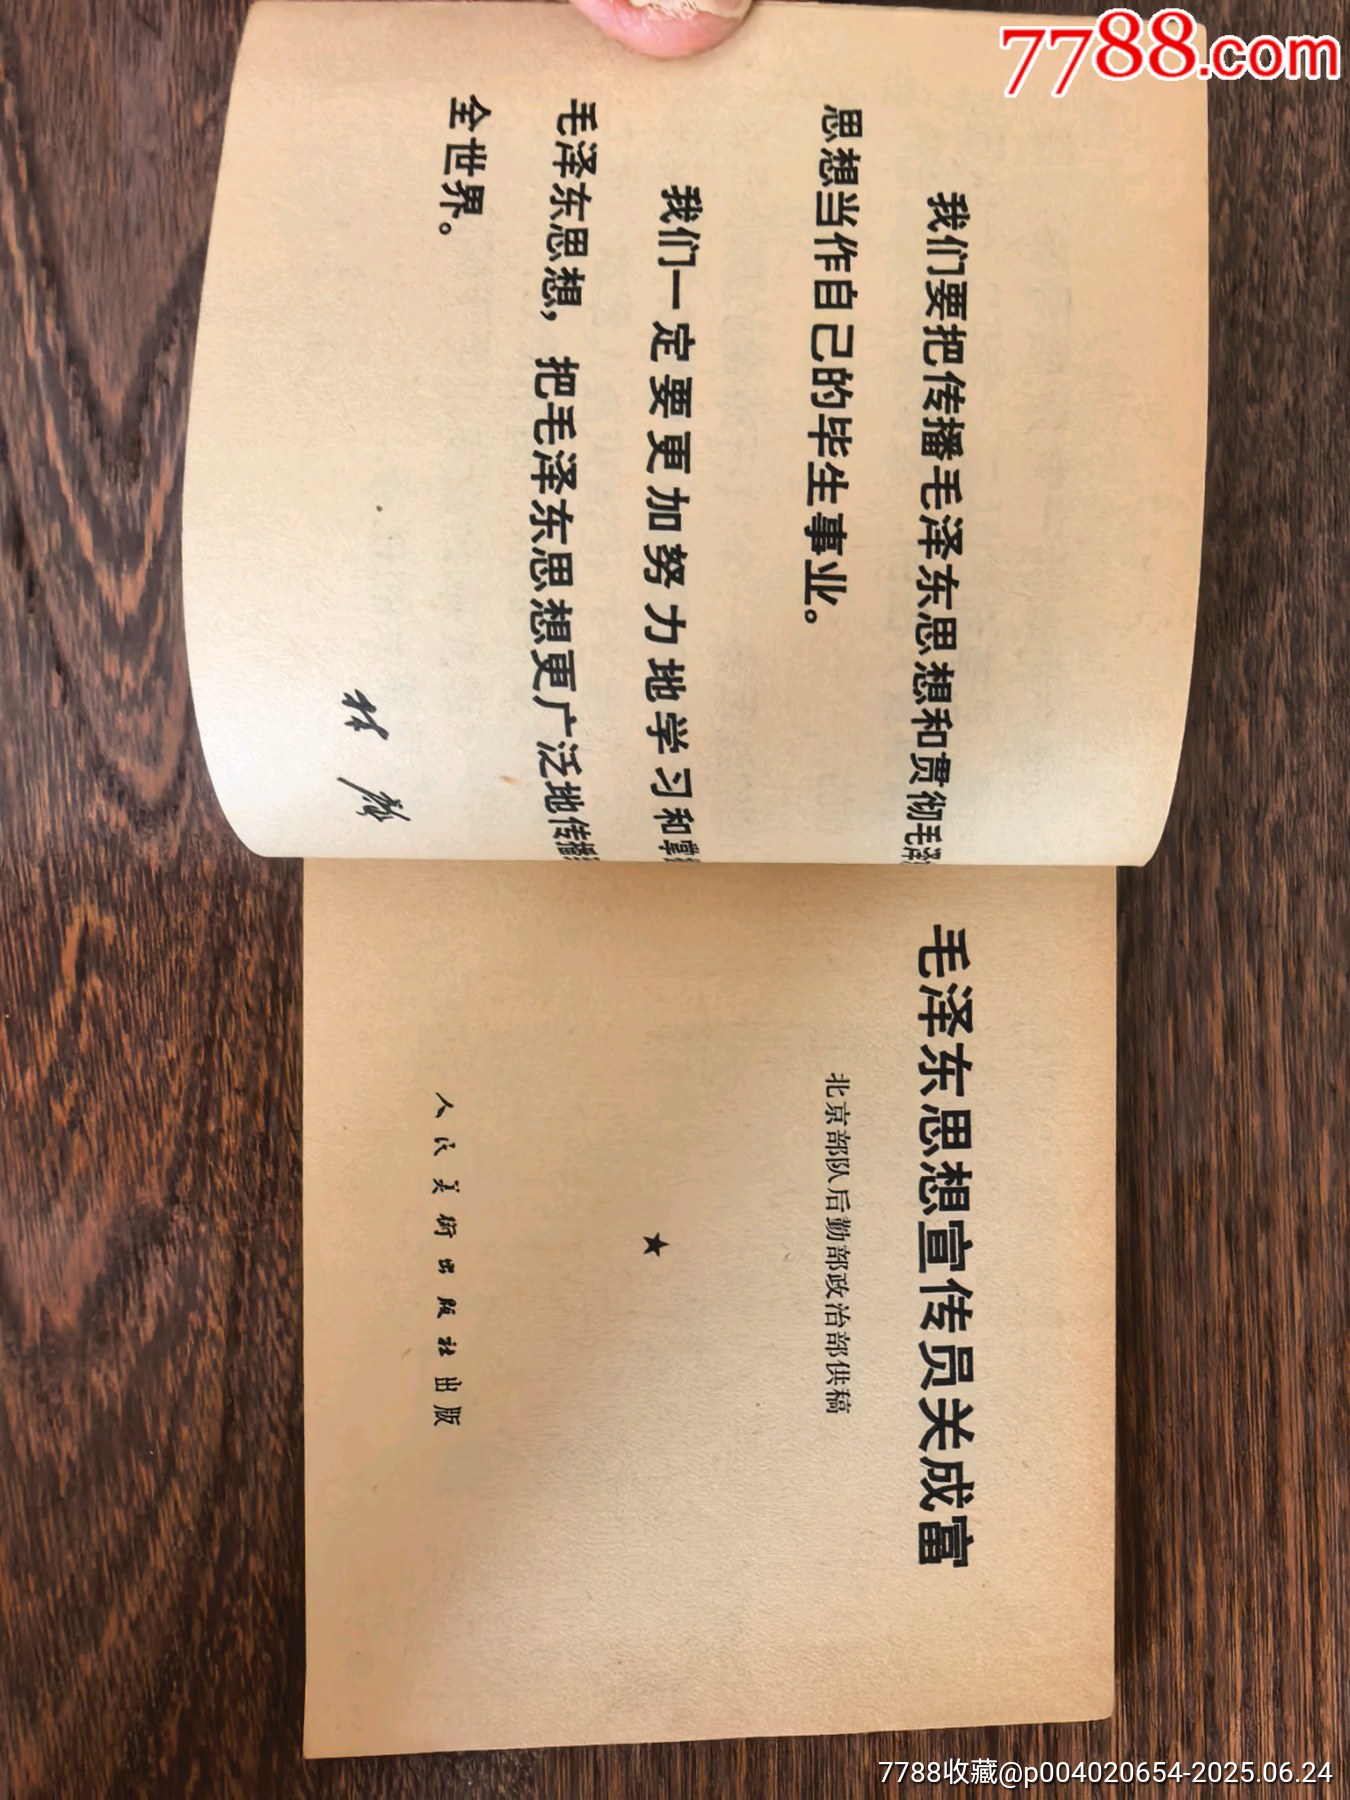 7788.com
我们要把传播毛泽东思想和贯彻毛泽
思想当作自己的毕生事业。
我们一定要更加努力地学习和掌
毛泽东思想，把毛泽东思想更广泛地传播
全世界。
林彪
毛泽东思想宣传员关成富
北京部队后勤部政治部供稿
★
人民美術出版社出版
7788收藏@p004020654-2025.06.24